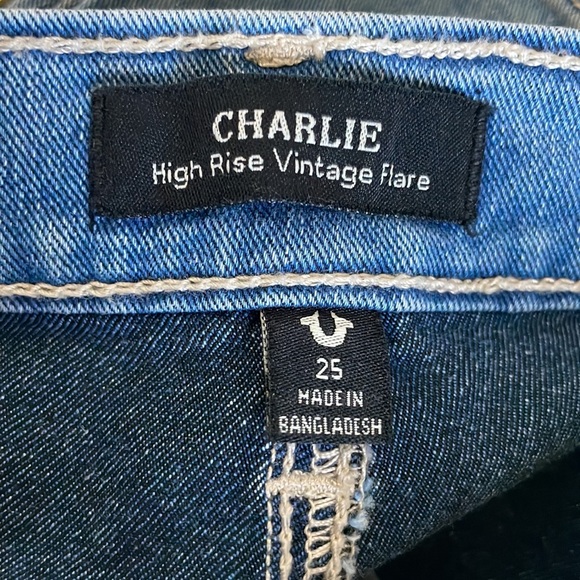 CHARLIE
High Rise Vintage Flare
25
MADE IN
BANGLADESH